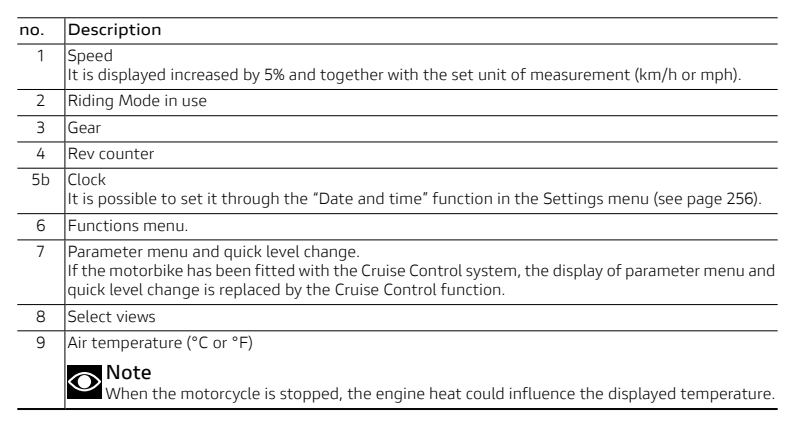 no. Description
1 Speed
It is displayed increased by 5% and together with the set unit of measurement (km/h or mph).
2 Riding Mode in use
3 Gear
4 Rev counter
5b Clock
It is possible to set it through the “Date and time” function in the Settings menu (see page 256).
6 Functions menu.
7 Parameter menu and quick level change.
If the motorbike has been fitted with the Cruise Control system, the display of parameter menu and
quick level change is replaced by the Cruise Control function.
8 Select views
9 Air temperature (°C or °F)
Note
When the motorcycle is stopped, the engine heat could influence the displayed temperature.